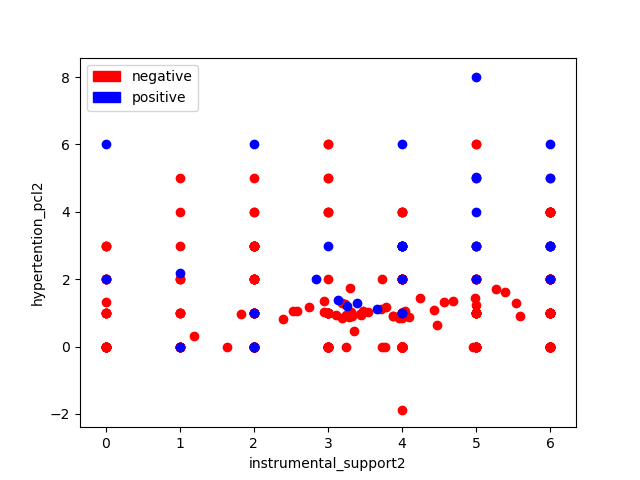 negative
positive
8
6
4
2
0
−2
hypertention_pcl2
0 1 2 3 4 5 6
instrumental_support2